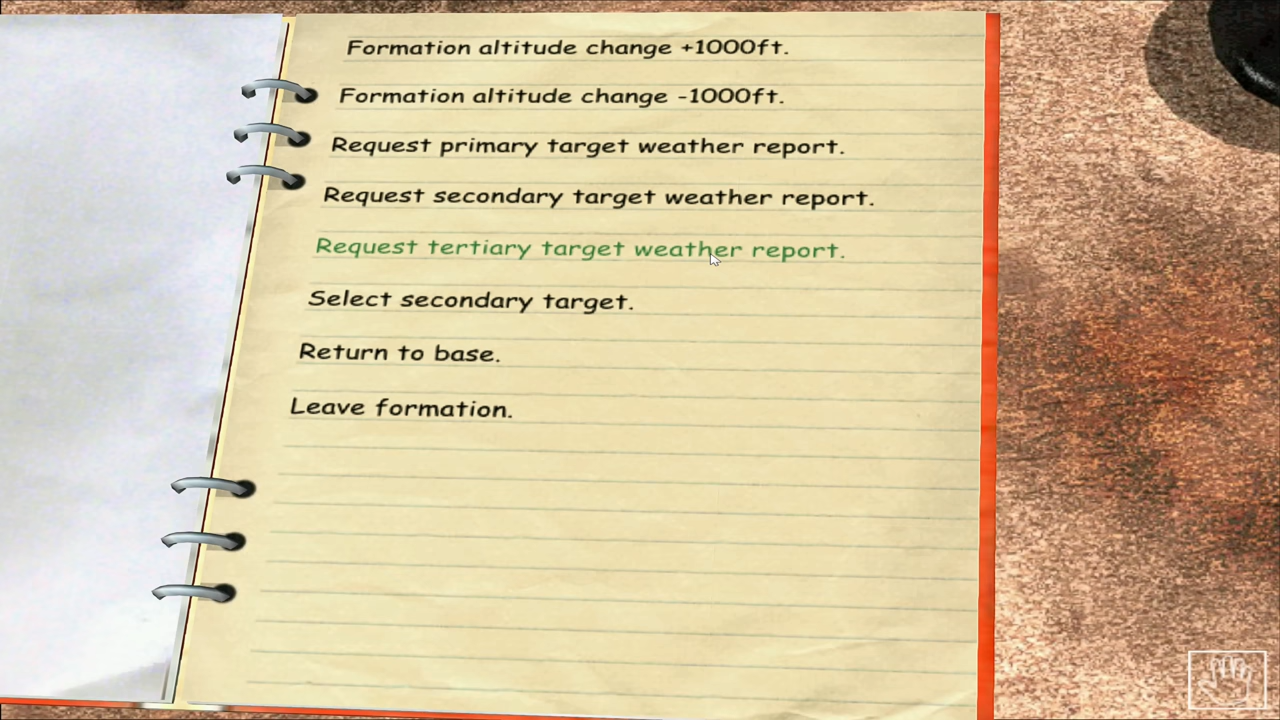 Formation altitude change +1000ft.
Formation altitude change -1000ft.
Request primary target weather report.
Request secondary target weather report.
Request tertiary target weather report.
Select secondary target.
Return to base.
Leave formation.